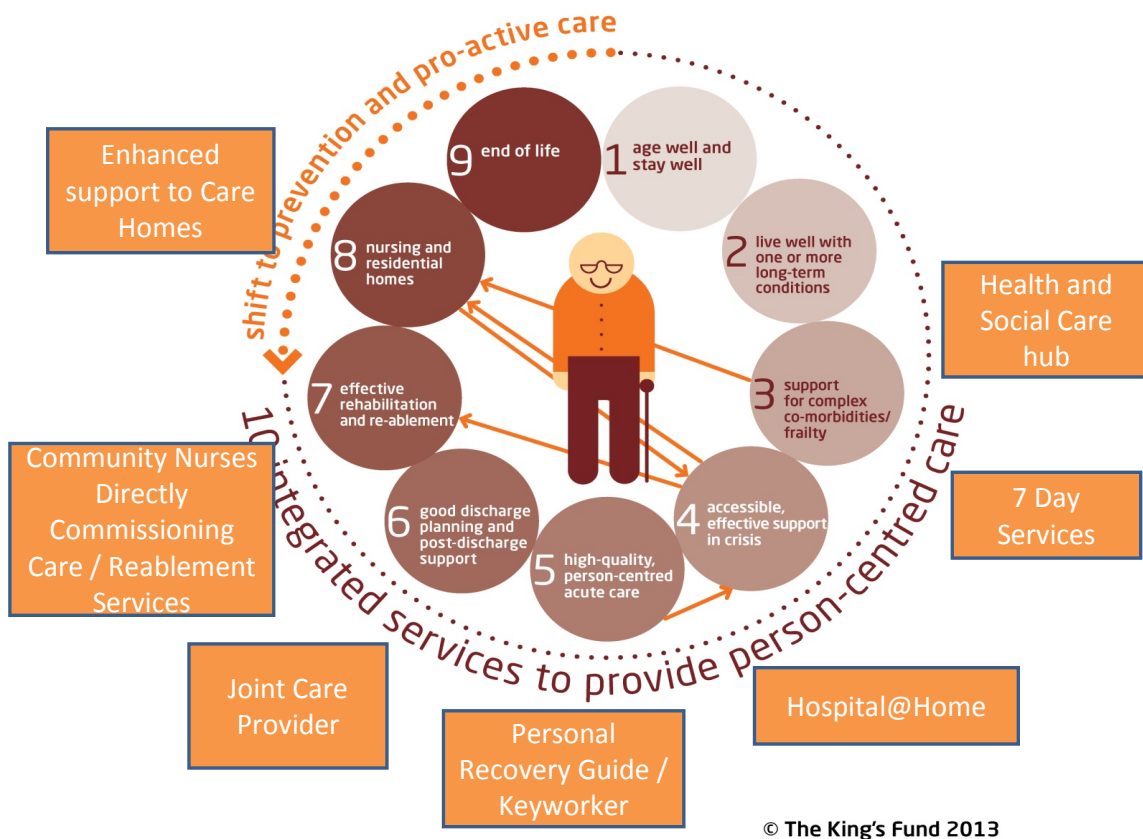 shift to prevention and pro-active care
Enhanced
support to Care
Homes
9 end of life
1 age well and
stay well
8 nursing and
residential
homes
2 live well with
one or more
long-term
conditions
Health and
Social Care
hub
7 effective
rehabilitation
and re-ablement
3 support
for complex
co-morbidities/
frailty
Community Nurses
Directly
Commissioning
Care / Reablement
Services
6 good discharge
planning and
post-discharge
support
5 high-quality,
person-centred
acute care
4 accessible,
effective support
in crisis
7 Day
Services
10 integrated services to provide person-centred care
Joint Care
Provider
Personal
Recovery Guide /
Keyworker
Hospital@Home
© The King's Fund 2013